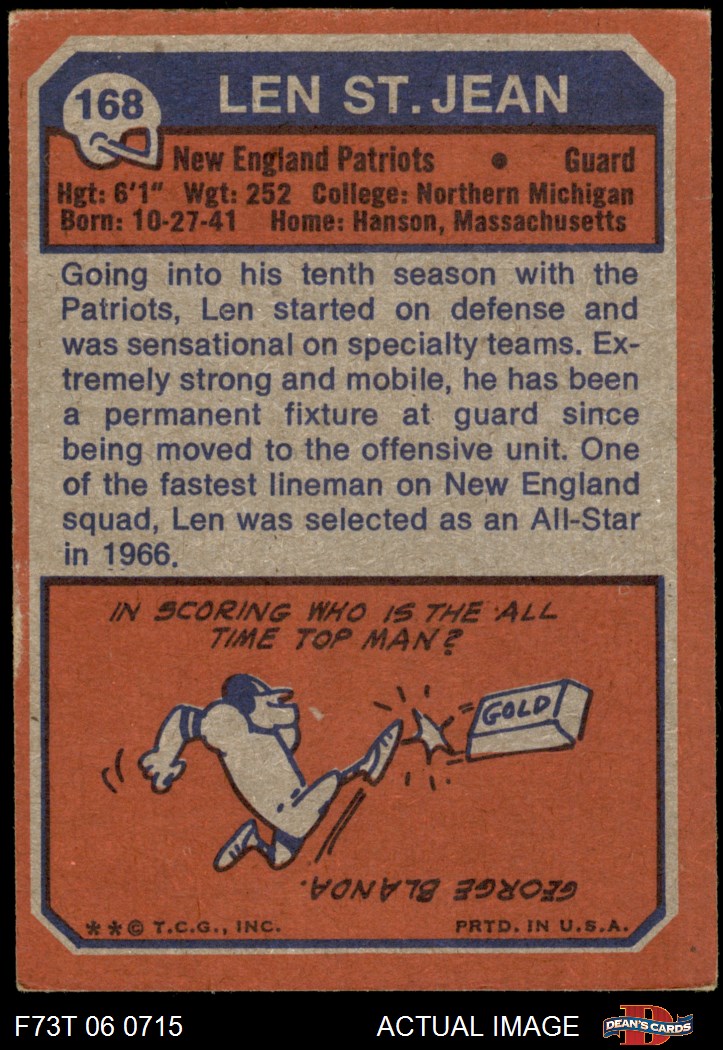 168
LEN ST. JEAN
New England Patriots • Guard
Hgt: 6'1" Wgt: 252 College: Northern Michigan
Born: 10-27-41 Home: Hanson, Massachusetts
Going into his tenth season with the
Patriots, Len started on defense and
was sensational on specialty teams. Ex-
tremely strong and mobile, he has been
a permanent fixture at guard since
being moved to the offensive unit. One
of the fastest lineman on New England
squad, Len was selected as an All-Star
in 1966.
IN SCORING WHO IS THE ALL
TIME TOP MAN?
GOLD
GEORGE BLANDA.
**© T.C.G., INC. PRTD. IN U.S.A.
F73T 06 0715 ACTUAL IMAGE
D
DEAN'S CARDS